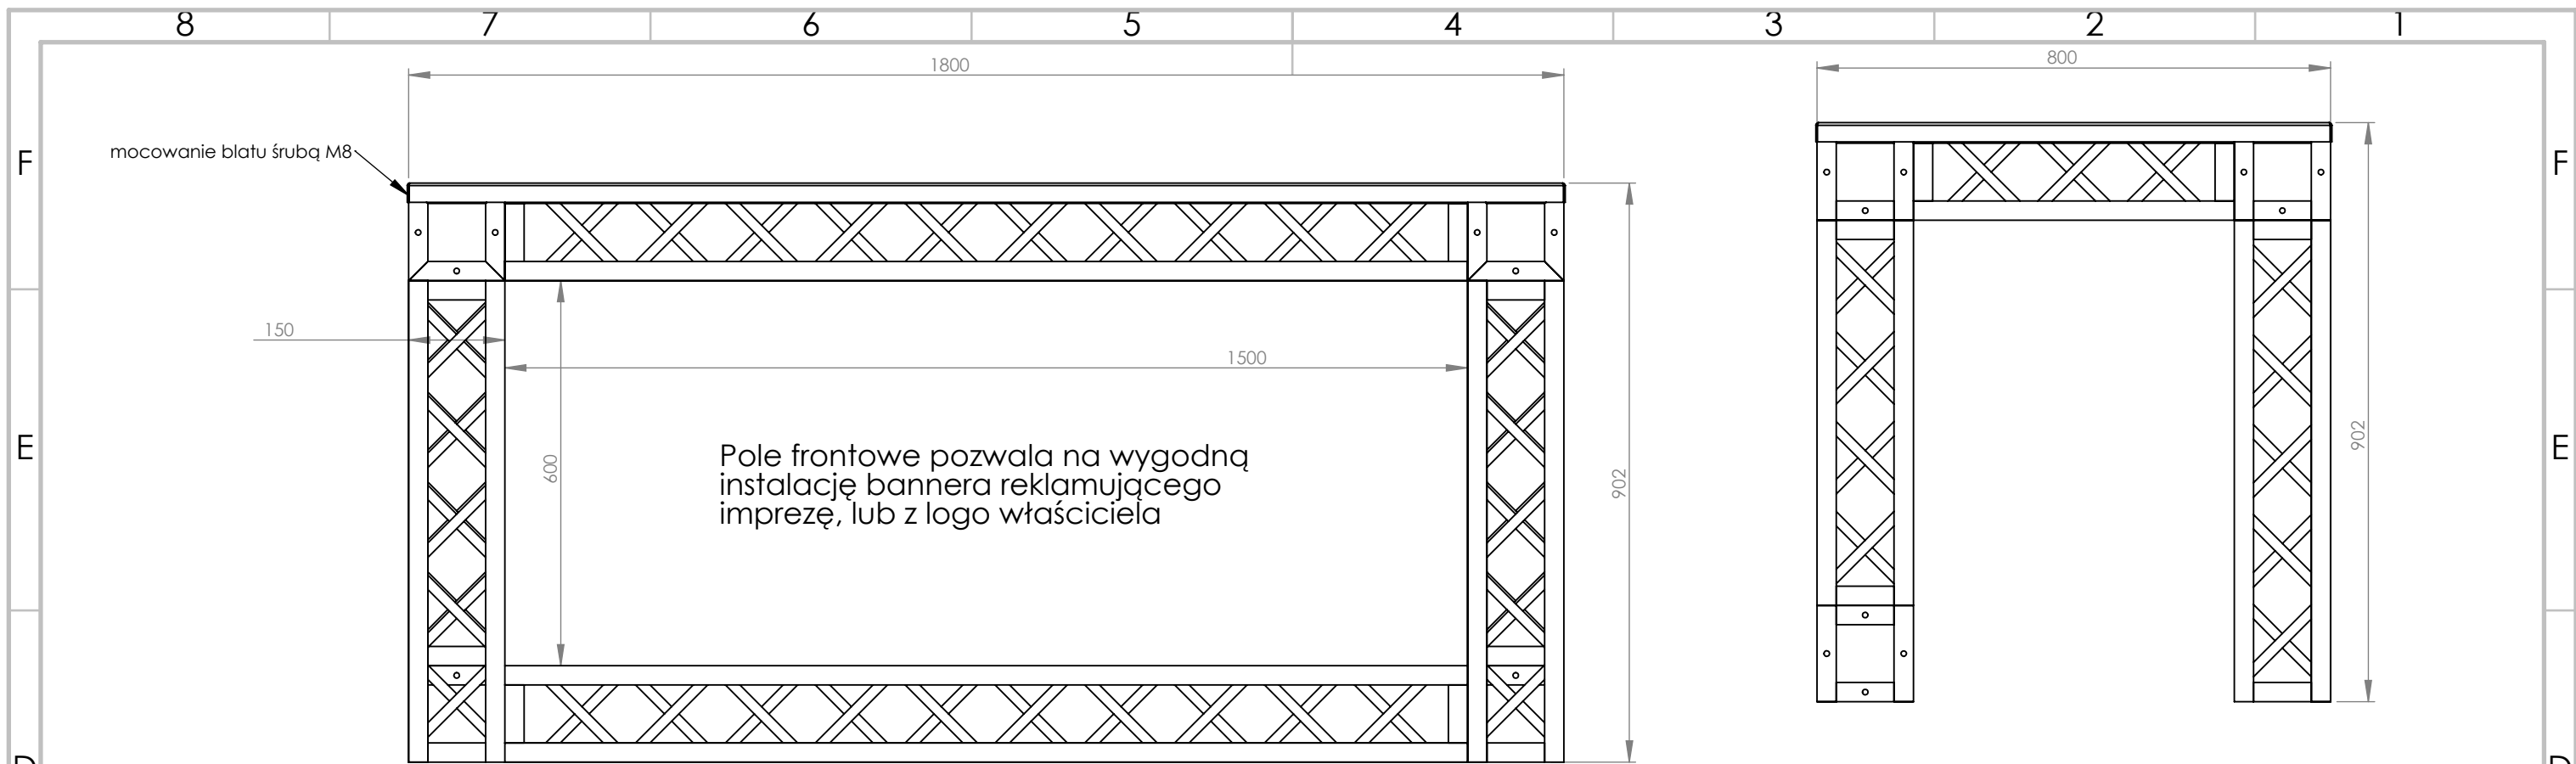 8 7 6 5 4 3 2 1
1800
800
mocowanie blatu śrubą M8
F
F
150
1500
600
902
902
E
Pole frontowe pozwala na wygodną
instalację bannera reklamującego
imprezę, lub z logo właściciela
E
D
D